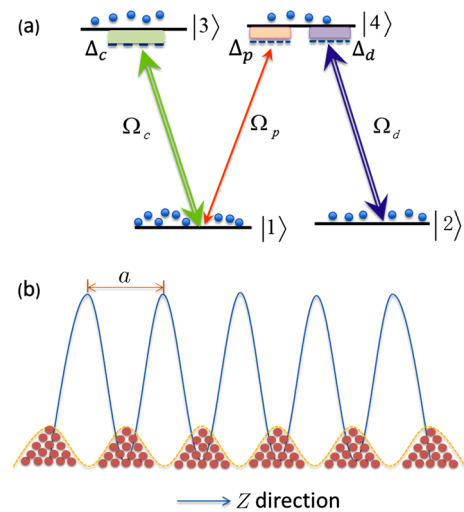 (a)
|3⟩ |4⟩
Δc Δp Δd
Ωc Ωp Ωd
|1⟩ |2⟩
(b)
a
Z direction